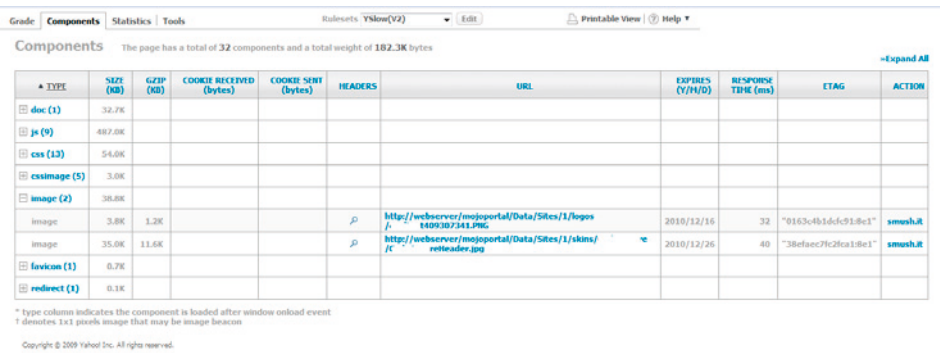 Grade Components Statistics Tools Rulesets YSlow(V2) Edit Printable View (?) Help ▼
Components The page has a total of 32 components and a total weight of 182.3K bytes
»Expand All
▲ TYPE SIZE (KB) GZIP (KB) COOKIE RECEIVED (bytes) COOKIE SENT (bytes) HEADERS URL EXPIRES (Y/M/D) RESPONSE TIME (ms) ETAG ACTION
doc (1) 32.7K
js (9) 487.0K
css (13) 54.0K
cssimage (5) 3.0K
image (2) 38.8K
image 3.8K 1.2K http://webserver/mojoportal/Data/Sites/1/logos 2010/12/16 32 "0163c4b1dcfc91:8e1" smush.it
/ t409307341.PNG
image 35.0K 11.6K http://webserver/mojoportal/Data/Sites/1/skins/ re 2010/12/26 40 "38efaec7fc2fca1:8e1" smush.it
/ retleader.jpg
favicon (1) 0.7K
redirect (1) 0.1K
* type column indicates the component is loaded after window onload event
† denotes 1x1 pixels image that may be image beacon
Copyright © 2009 Yahoo! Inc. All rights reserved.